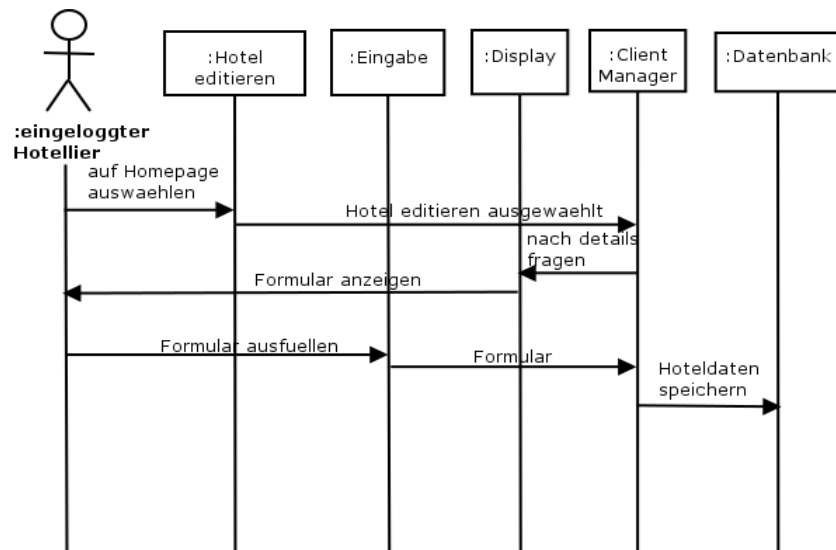 :Hotel
editieren
:Eingabe
:Display
:Client
Manager
:Datenbank
:eingeloggter
Hotellier
auf Homepage
auswaehlen
Hotel editieren ausgewaehlt
nach details
fragen
Formular anzeigen
Formular ausfuellen
Formular
Hoteldaten
speichern